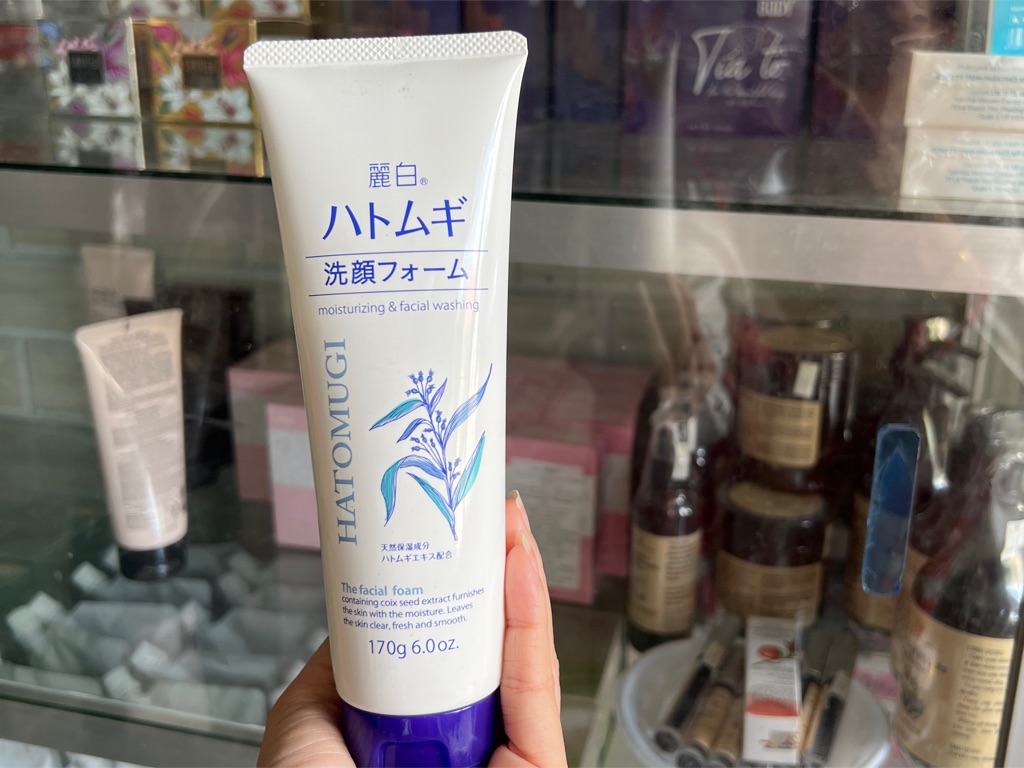 麗白®
ハトムギ
洗顔フォーム
moisturizing & facial washing
HATOMUGI
天然保湿成分
ハトムギエキス配合
The facial foam
containing coix seed extract furnishes
the skin with the moisture. Leaves
the skin clear, fresh and smooth.
170g 6.0oz.